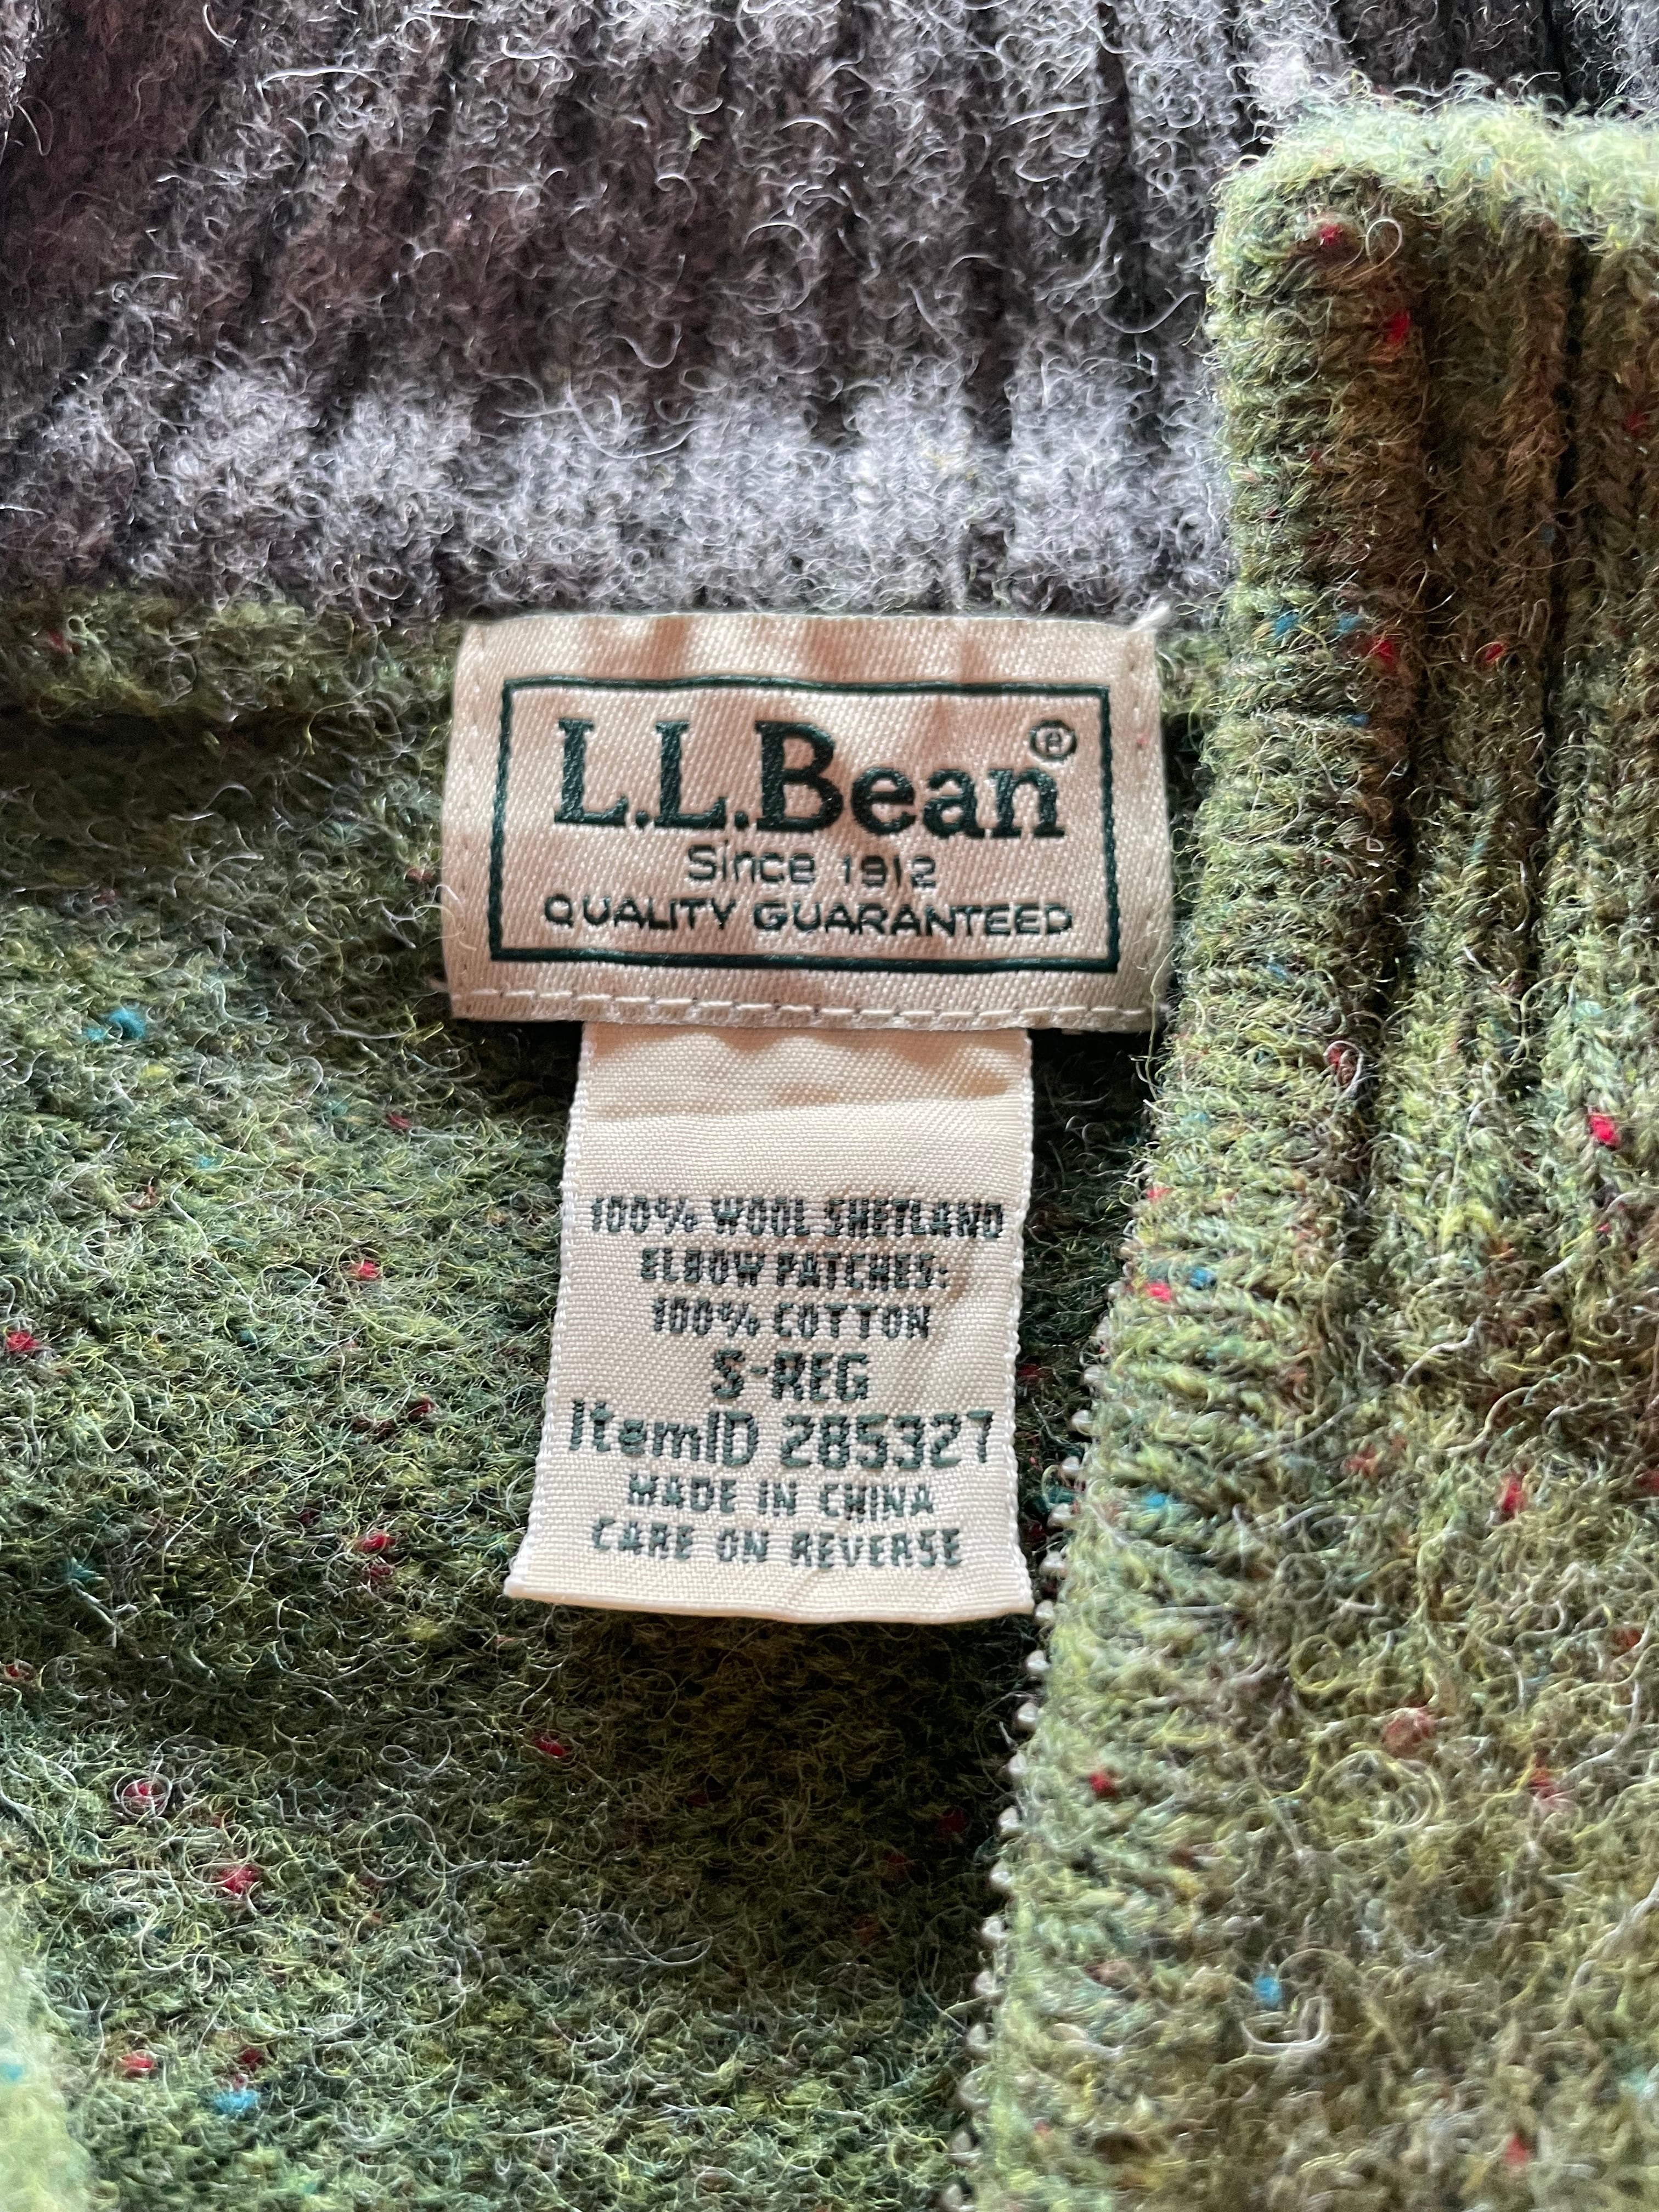 L.L.Bean®
Since 1912
QUALITY GUARANTEED
100% WOOL SHETLAND
ELBOW PATCHES:
100% COTTON
S-REG
ItemID 285327
MADE IN CHINA
CARE ON REVERSE